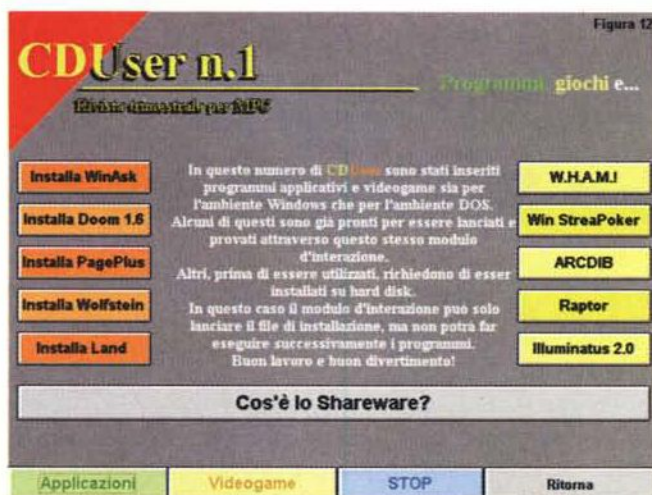 Figura 12
CDUser n.1
Rivista trimestrale per MPC
Programmi, giochi e...
Installa WinAsk
Installa Doom 1.6
Installa PagePlus
Installa Wolfstein
Installa Land
In questo numero di CDUser sono stati inseriti
programmi applicativi e videogame sia per
l'ambiente Windows che per l'ambiente DOS.
Alcuni di questi sono già pronti per essere lanciati e
provati attraverso questo stesso modulo
d'interazione.
Altri, prima di essere utilizzati, richiedono di esser
installati su hard disk.
In questo caso il modulo d'interazione può solo
lanciare il file di installazione, ma non potrà far
eseguire successivamente i programmi.
Buon lavoro e buon divertimento!
W.H.A.M.!
Win StreaPoker
ARCDIB
Raptor
Illuminatus 2.0
Cos'è lo Shareware?
Applicazioni
Videogame
STOP
Ritorna